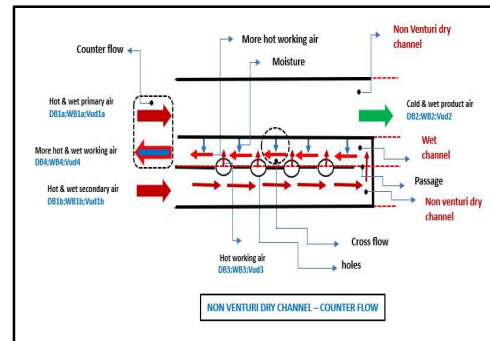 Counter flow
More hot working air
Moisture
Non Venturi dry
channel
Hot & wet primary air
DB1a;WB1a;Vud1a
Cold & wet product air
DB2;WB2;Vud2
More hot & wet working air
DB4;WB4;Vud4
Wet
channel
Hot & wet secondary air
DB1b;WB1b;Vud1b
Passage
Non venturi dry
channel
Cross flow
Hot working air
DB3;WB3;Vud3
holes
NON VENTURI DRY CHANNEL – COUNTER FLOW